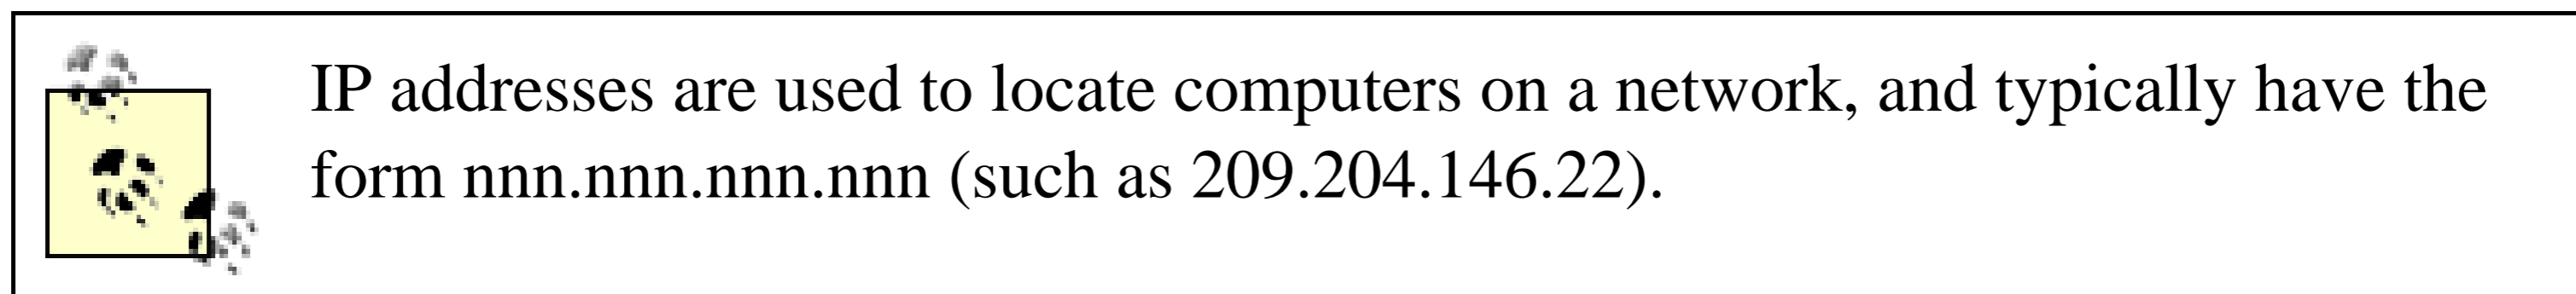 IP addresses are used to locate computers on a network, and typically have the
form nnn.nnn.nnn.nnn (such as 209.204.146.22).